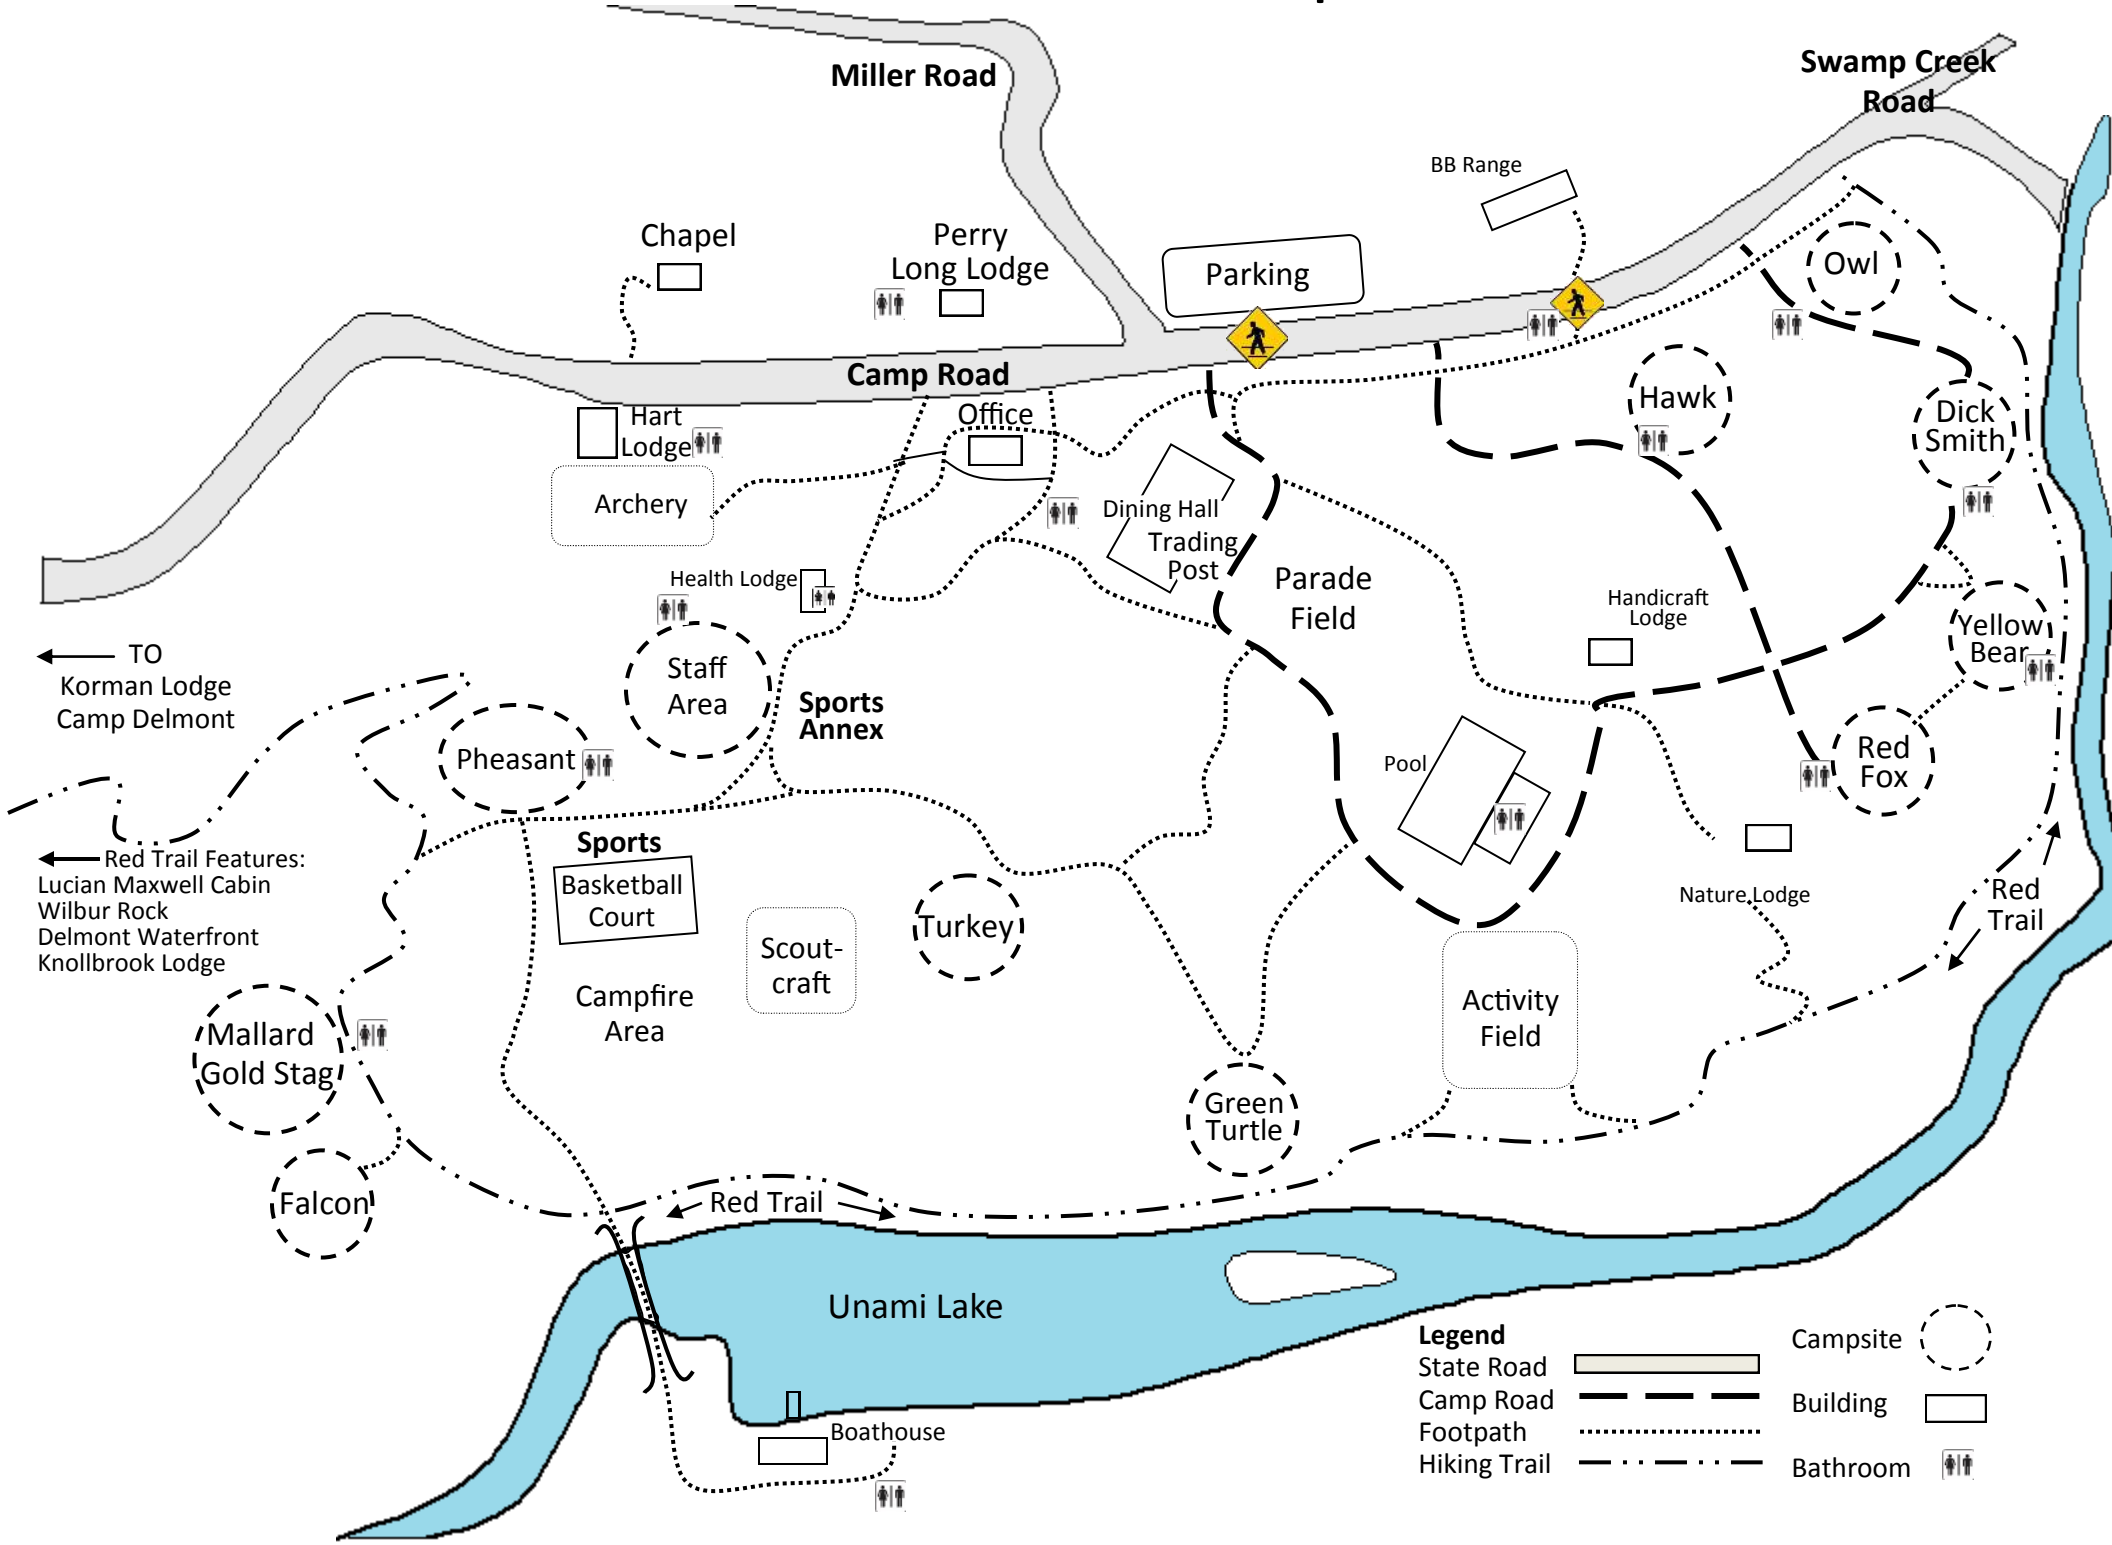 Miller Road
Swamp Creek
Road
BB Range
Chapel
Perry
Long Lodge
Parking
Owl
Camp Road
Hart
Lodge
Office
Hawk
Dick
Smith
Archery
Dining Hall
Trading
Post
Health Lodge
Parade
Field
Handicraft
Lodge
Yellow
Bear
TO
Korman Lodge
Camp Delmont
Staff
Area
Sports
Annex
Pheasant
Pool
Red
Fox
Sports
Basketball
Court
Red Trail Features:
Lucian Maxwell Cabin
Wilbur Rock
Delmont Waterfront
Knollbrook Lodge
Turkey
Scout-
craft
Nature Lodge
Red
Trail
Campfire
Area
Activity
Field
Mallard
Gold Stag
Green
Turtle
Falcon
Red Trail
Unami Lake
Boathouse
Legend
State Road
Camp Road
Footpath
Hiking Trail
Campsite
Building
Bathroom